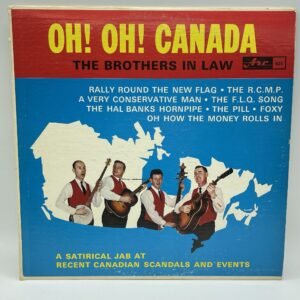 OH! OH! CANADA
THE BROTHERS IN LAW
RALLY ROUND THE NEW FLAG • THE R.C.M.P.
A VERY CONSERVATIVE MAN • THE F.L.Q. SONG
THE HAL BANKS HORNPIPE • THE PILL • FOXY
OH HOW THE MONEY ROLLS IN
A SATIRICAL JAB AT
RECENT CANADIAN SCANDALS AND EVENTS